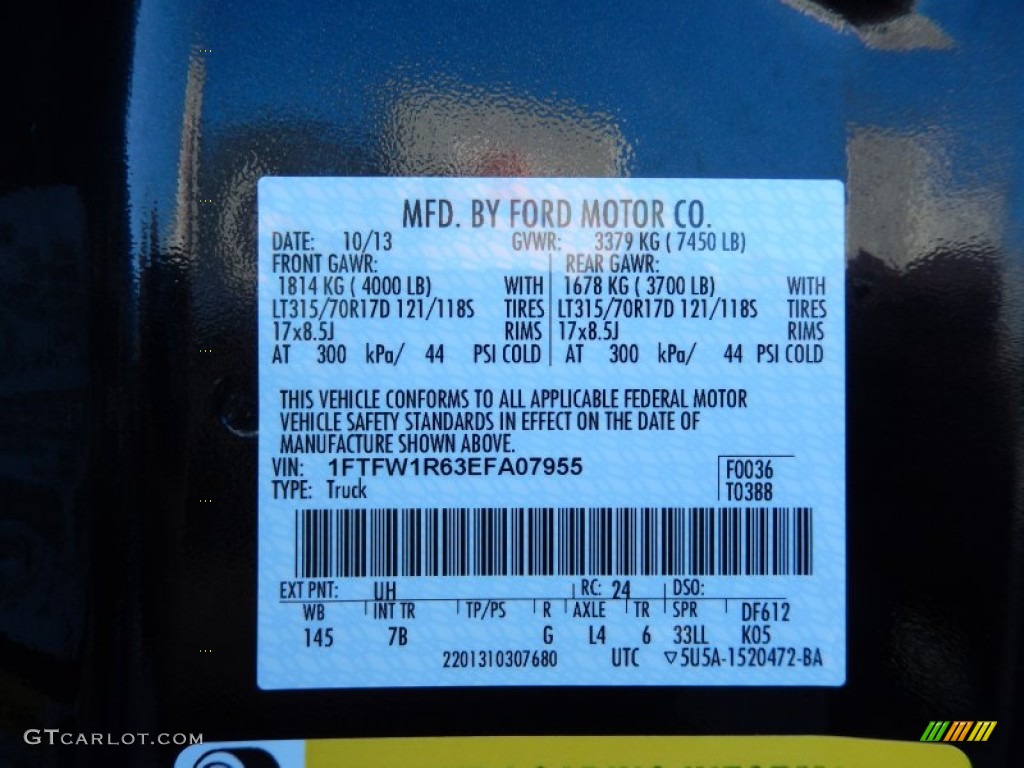 MFD. BY FORD MOTOR CO.
DATE: 10/13 GVWR: 3379 KG ( 7450 LB)
FRONT GAWR: REAR GAWR:
1814 KG ( 4000 LB) WITH 1678 KG ( 3700 LB) WITH
LT315/70R17D 121/118S TIRES LT315/70R17D 121/118S TIRES
17x8.5J RIMS 17x8.5J RIMS
AT 300 kPa/ 44 PSI COLD AT 300 kPa/ 44 PSI COLD
THIS VEHICLE CONFORMS TO ALL APPLICABLE FEDERAL MOTOR
VEHICLE SAFETY STANDARDS IN EFFECT ON THE DATE OF
MANUFACTURE SHOWN ABOVE.
VIN: 1FTFW1R63EFA07955 F0036
TYPE: Truck T0388
EXT PNT: UH RC: 24 DSO:
WB INT TR TP/PS R AXLE TR SPR DF612
145 7B G L4 6 33LL K05
2201310307680 UTC ▽5U5A-1520472-BA
GTCARLOT.COM